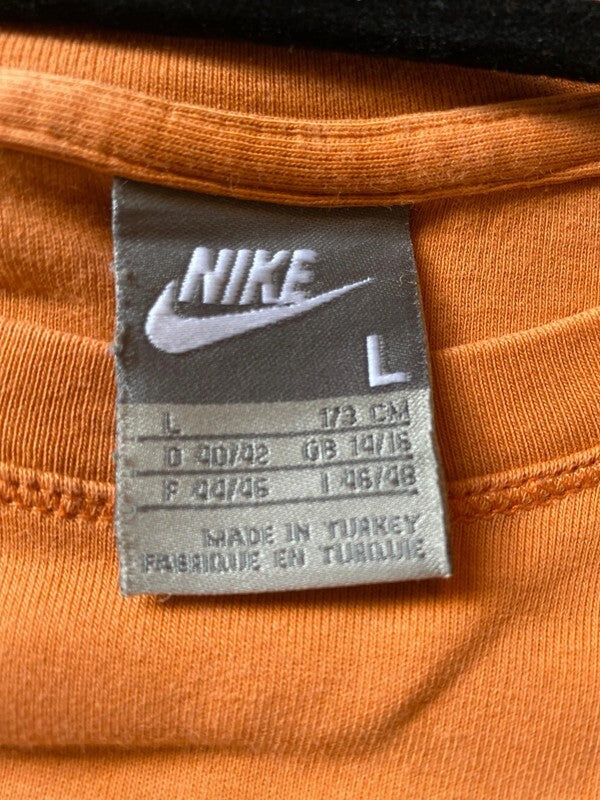 NIKE
L
L 173 CM
D 40/42 GB 14/16
F 44/46 I 46/48
MADE IN TURKEY
FABRIQUE EN TURQUIE